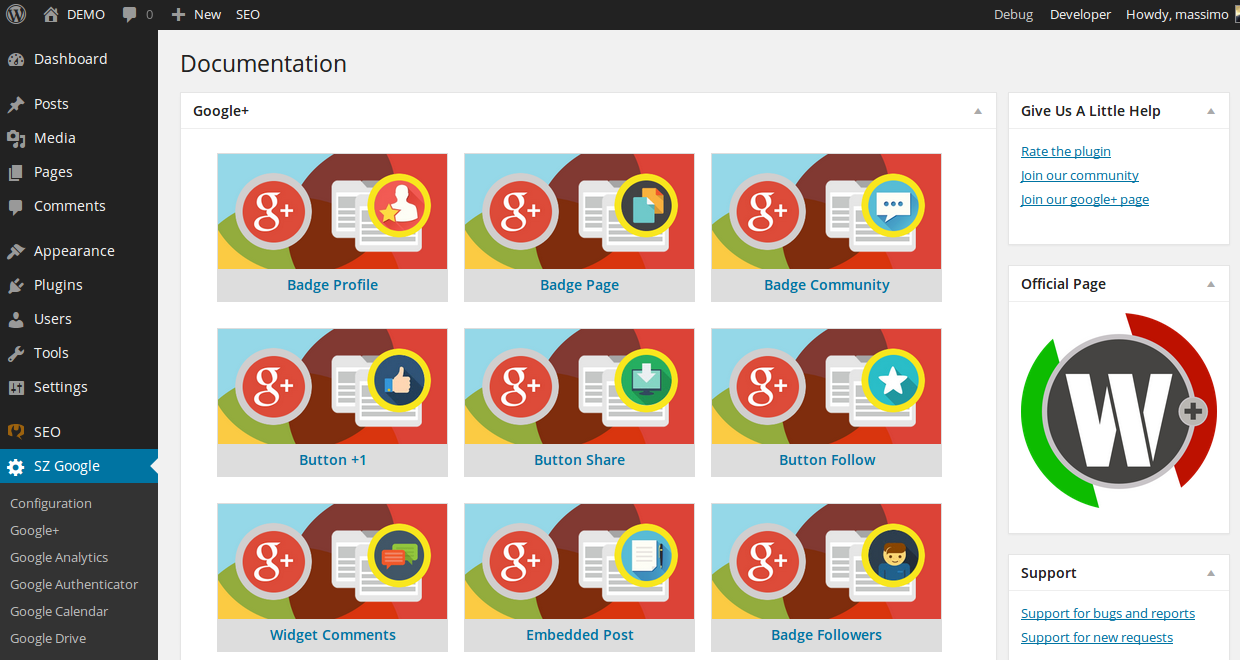 DEMO 0 New SEO Debug Developer Howdy, massimo
Dashboard
Posts
Media
Pages
Comments
Appearance
Plugins
Users
Tools
Settings
SEO
SZ Google
Configuration
Google+
Google Analytics
Google Authenticator
Google Calendar
Google Drive
Documentation
Google+
g+ g+ g+
Badge Profile Badge Page Badge Community
g+ g+ g+
Button +1 Button Share Button Follow
g+ g+ g+
Widget Comments Embedded Post Badge Followers
Give Us A Little Help
Rate the plugin
Join our community
Join our google+ page
Official Page
W+
Support
Support for bugs and reports
Support for new requests